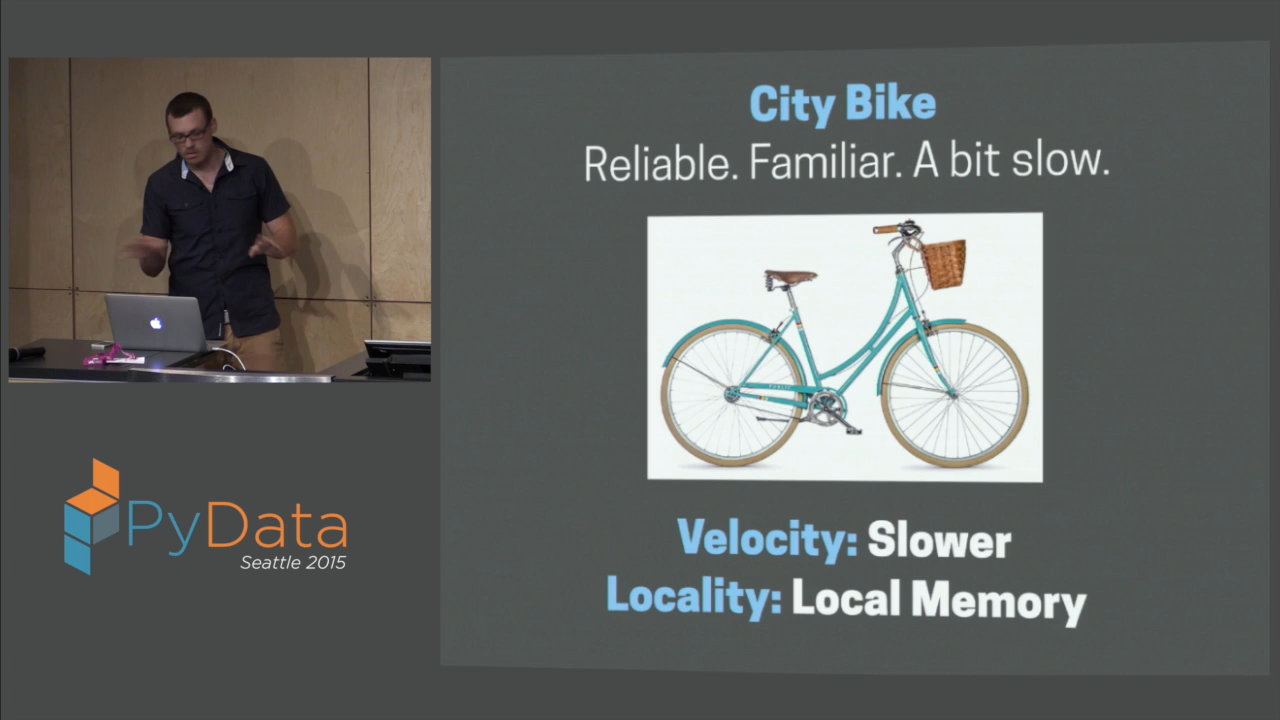 City Bike
Reliable. Familiar. A bit slow.
Velocity: Slower
Locality: Local Memory
PyData
Seattle 2015